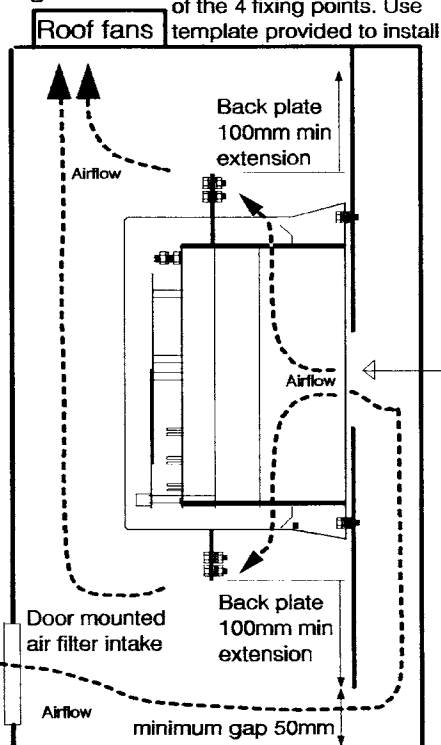 of the 4 fixing points. Use
Roof fans
template provided to install
Back plate
100mm min
extension
Airflow
Airflow
Back plate
100mm min
extension
Door mounted
air filter intake
Airflow
minimum gap 50mm